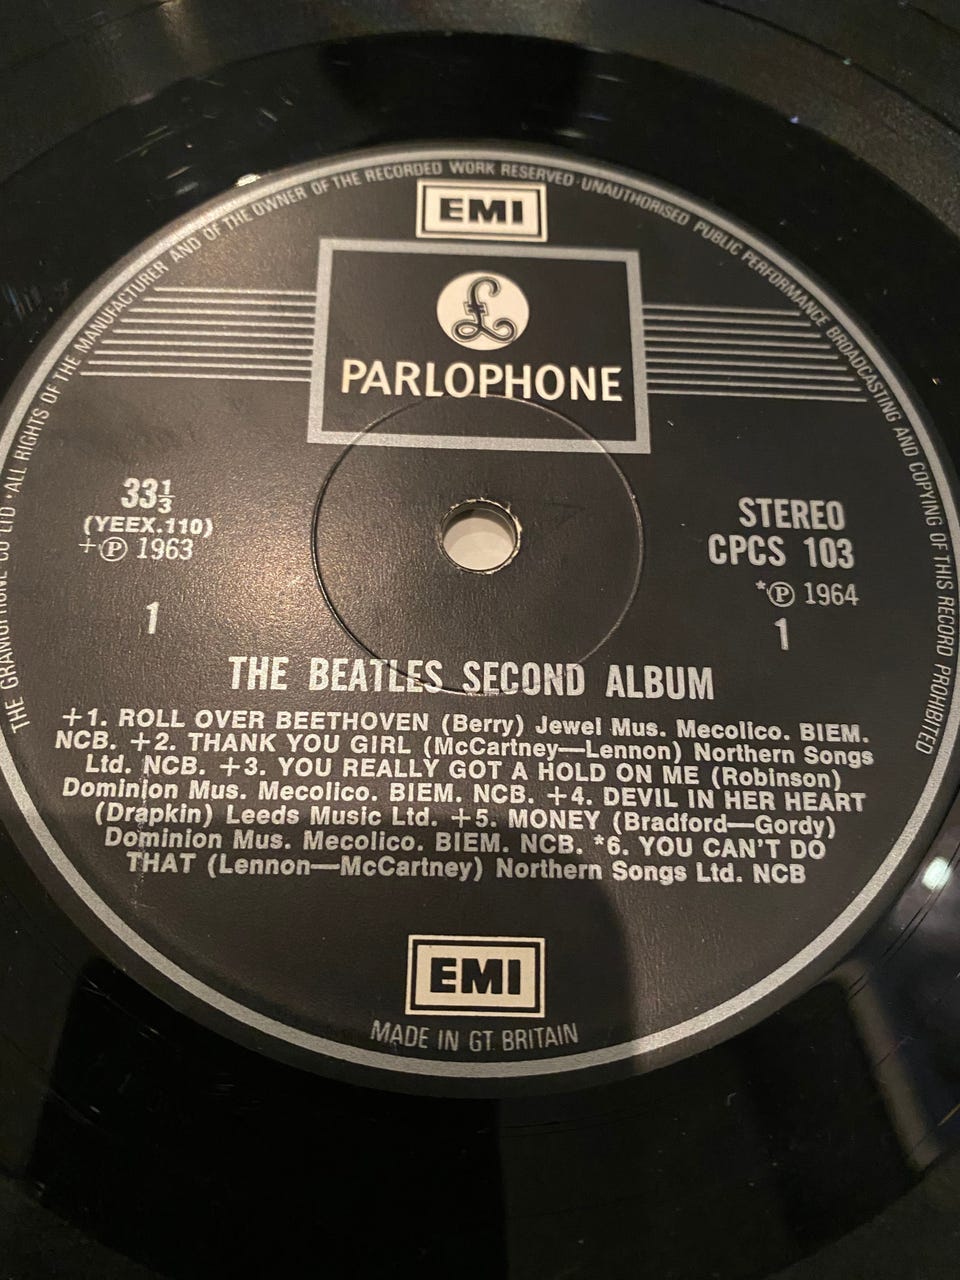 THE GRAMOPHONE CO LTD · ALL RIGHTS OF THE MANUFACTURER AND OF THE OWNER OF THE RECORDED WORK RESERVED · UNAUTHORISED PUBLIC PERFORMANCE BROADCASTING AND COPYING OF THIS RECORD PROHIBITED
EMI
£
PARLOPHONE
33⅓
(YEEX.110)
+℗ 1963
1
STEREO
CPCS 103
*℗ 1964
1
THE BEATLES SECOND ALBUM
+1. ROLL OVER BEETHOVEN (Berry) Jewel Mus. Mecolico. BIEM.
NCB. +2. THANK YOU GIRL (McCartney—Lennon) Northern Songs
Ltd. NCB. +3. YOU REALLY GOT A HOLD ON ME (Robinson)
Dominion Mus. Mecolico. BIEM. NCB. +4. DEVIL IN HER HEART
(Drapkin) Leeds Music Ltd. +5. MONEY (Bradford—Gordy)
Dominion Mus. Mecolico. BIEM. NCB. *6. YOU CAN'T DO
THAT (Lennon—McCartney) Northern Songs Ltd. NCB
EMI
MADE IN GT BRITAIN